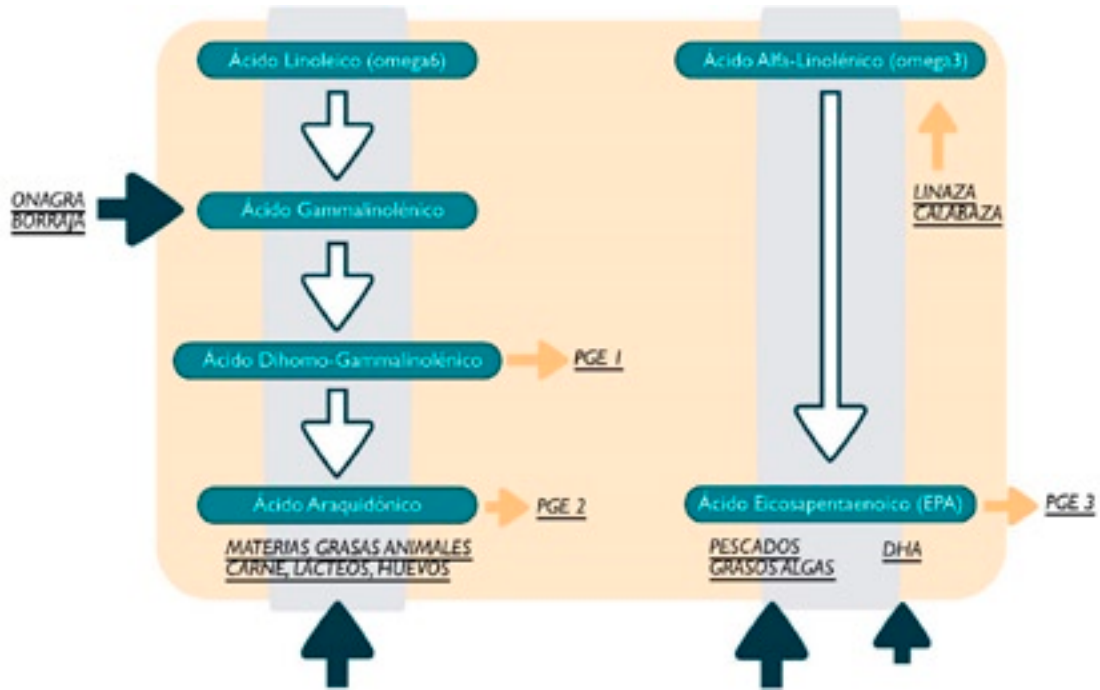 Ácido Linoleico (omega6)
Ácido Alfa-Linolénico (omega3)
ONAGRA
BORRAJA
Ácido Gammalinolénico
LINAZA
CALABAZA
Ácido Dihomo-Gammalinolénico
PGE 1
Ácido Araquidónico
PGE 2
Ácido Eicosapentaenoico (EPA)
PGE 3
MATERIAS GRASAS ANIMALES
CARNE, LÁCTEOS, HUEVOS
PESCADOS
GRASOS ALGAS
DHA